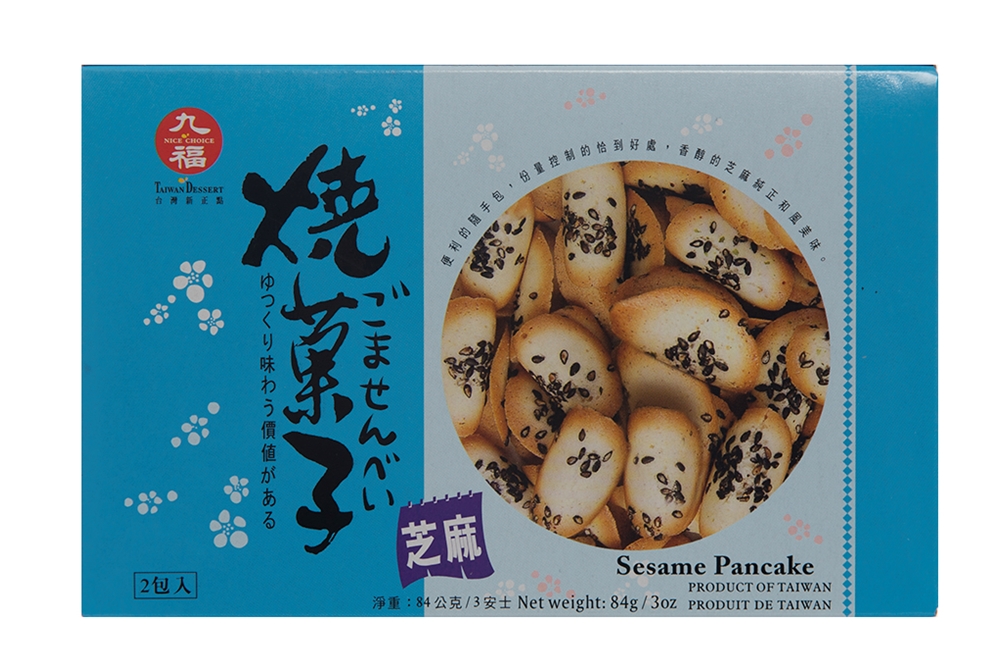 九福
NICE CHOICE
TAIWAN DESSERT
台灣新正點
燒菓子
ごませんべい
ゆつくり味わう價値がある
芝麻
2包入
便利的隨手包，份量控制的恰到好處，香醇的芝麻純正和風美味。
Sesame Pancake
PRODUCT OF TAIWAN
淨重：84公克/3安士 Net weight: 84g/3oz
PRODUIT DE TAIWAN